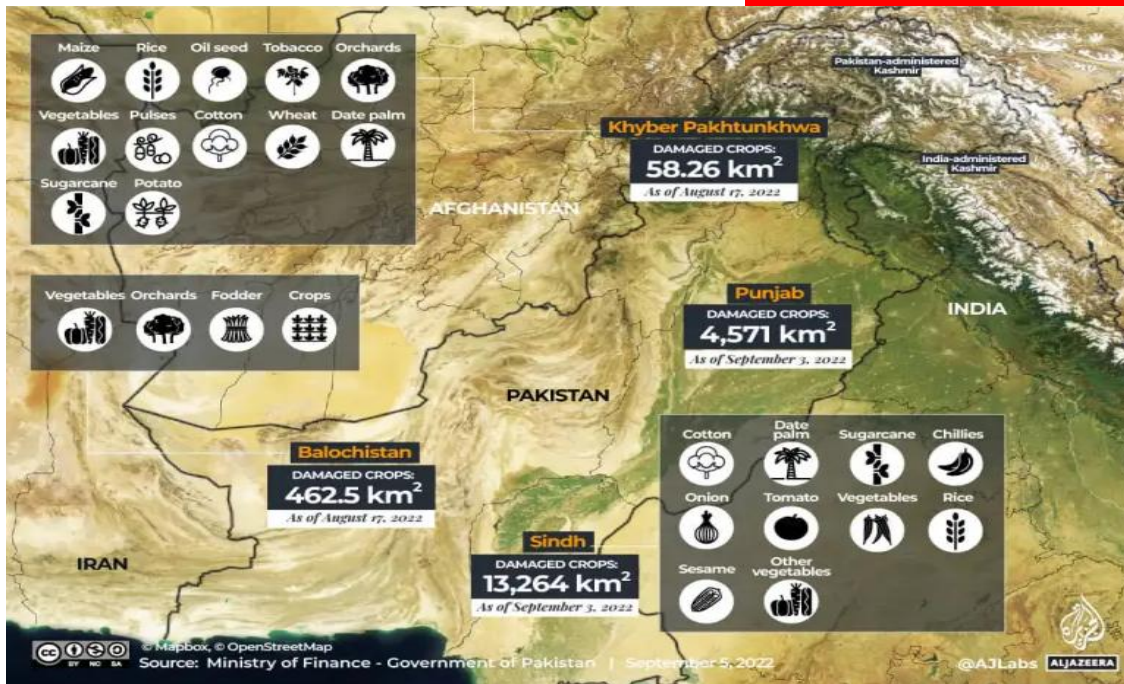 Maize Rice Oil seed Tobacco Orchards
Vegetables Pulses Cotton Wheat Date palm
Sugarcane Potato
Pakistan-administered
Kashmir
Khyber Pakhtunkhwa
DAMAGED CROPS:
58.26 km²
As of August 17, 2022
India-administered
Kashmir
AFGHANISTAN
Vegetables Orchards Fodder Crops
Punjab
DAMAGED CROPS:
4,571 km²
As of September 3, 2022
INDIA
PAKISTAN
Balochistan
DAMAGED CROPS:
462.5 km²
As of August 17, 2022
Cotton Date palm Sugarcane Chillies
Onion Tomato Vegetables Rice
Sesame Other vegetables
Sindh
DAMAGED CROPS:
13,264 km²
As of September 3, 2022
IRAN
CC BY NC SA © Mapbox, © OpenStreetMap
Source: Ministry of Finance - Government of Pakistan | September 5, 2022
@AJLabs ALJAZEERA